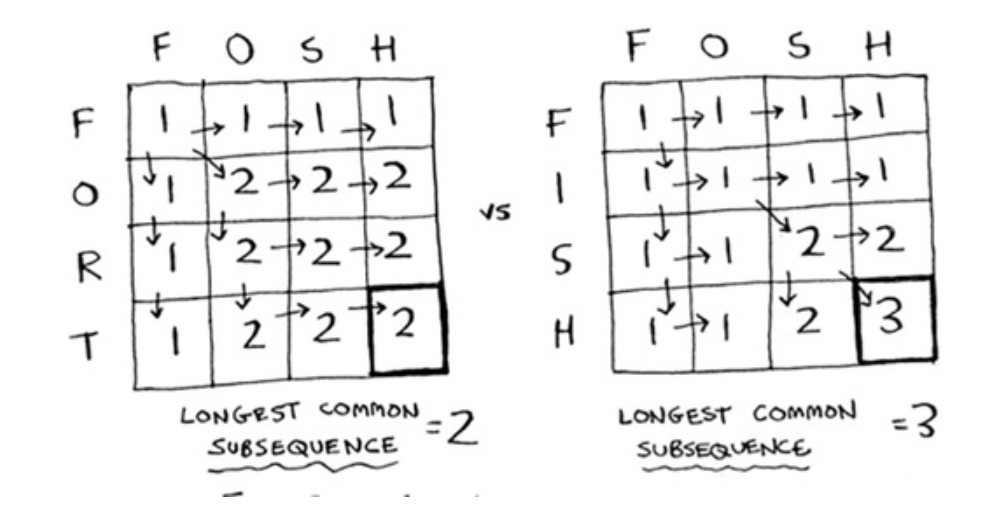 F O S H
F 1 → 1 → 1 → 1
O 1 2 → 2 → 2
R 1 2 → 2 → 2
T 1 2 → 2 → 2
LONGEST COMMON
SUBSEQUENCE = 2
vs
F O S H
F 1 → 1 → 1 → 1
I 1 → 1 → 1 → 1
S 1 → 1 2 → 2
H 1 → 1 2 3
LONGEST COMMON
SUBSEQUENCE = 3